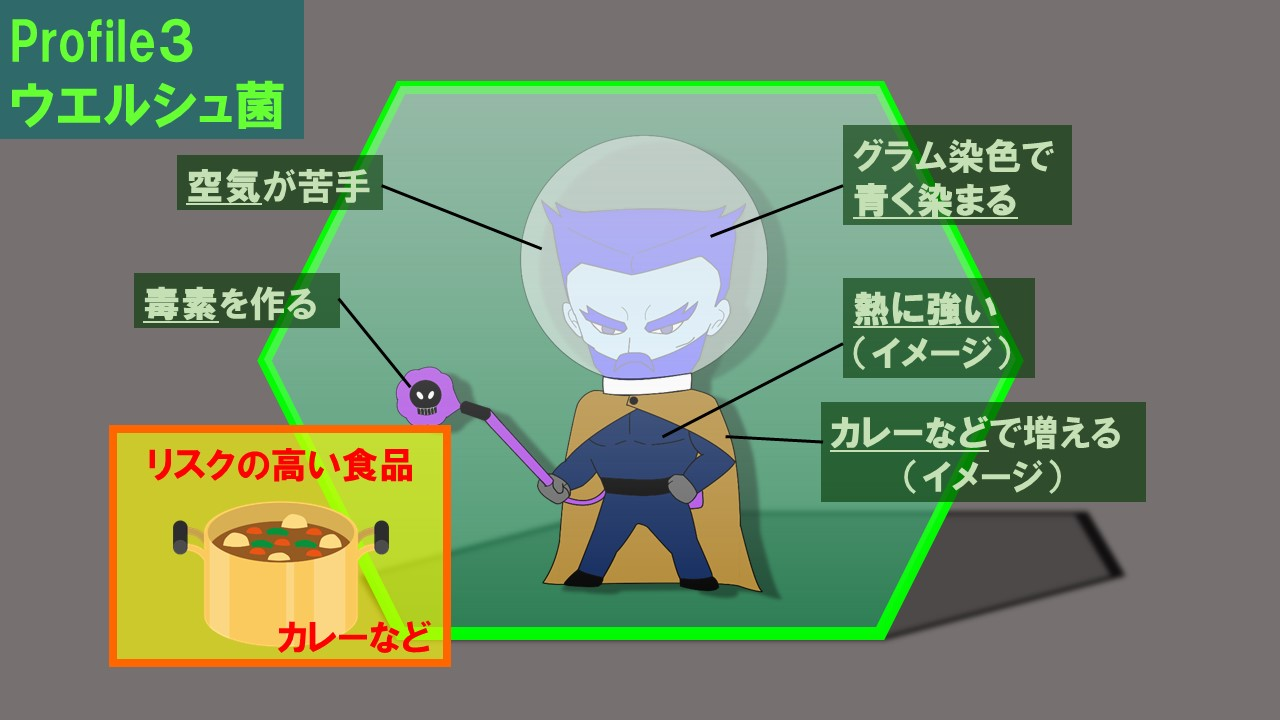 Profile３
ウエルシュ菌
空気が苦手
毒素を作る
グラム染色で
青く染まる
熱に強い
（イメージ）
カレーなどで増える
（イメージ）
リスクの高い食品
カレーなど